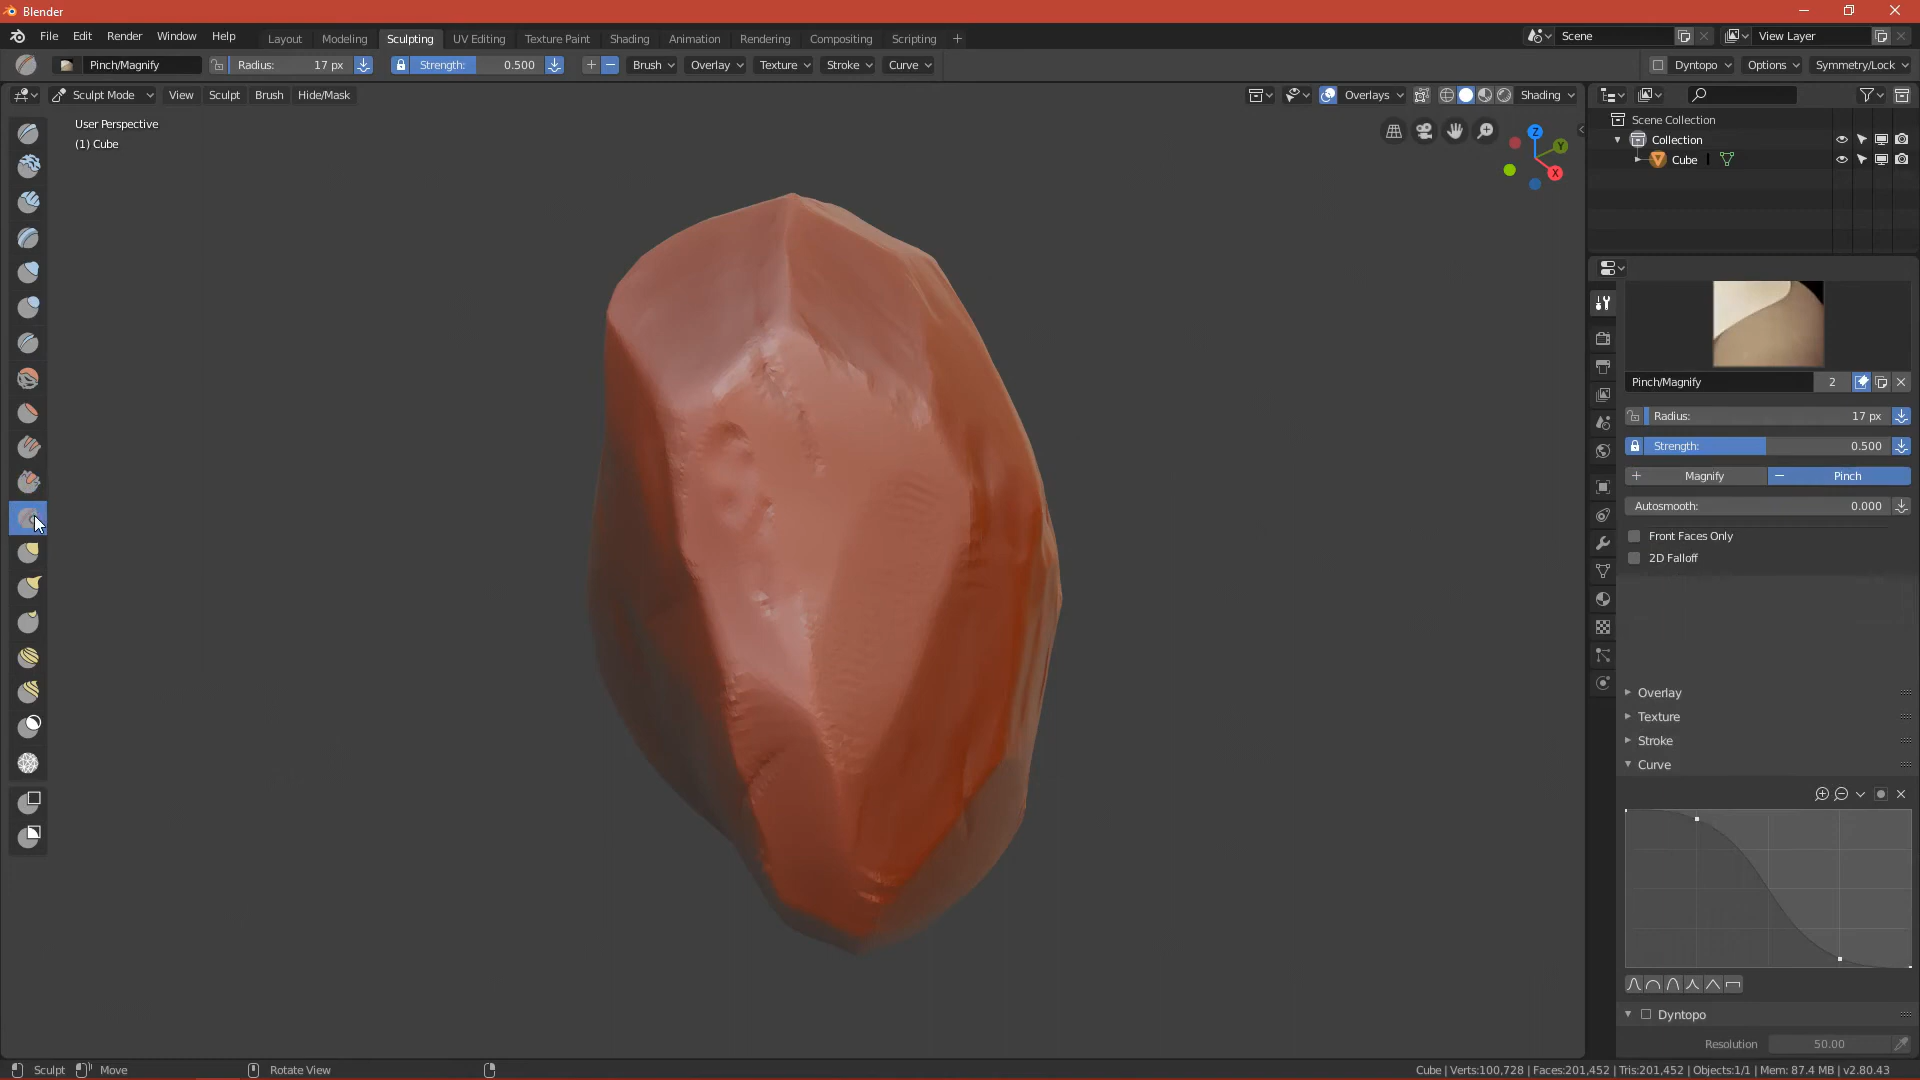 Blender
File Edit Render Window Help Layout Modeling Sculpting UV Editing Texture Paint Shading Animation Rendering Compositing Scripting + Scene View Layer
Pinch/Magnify Radius: 17 px Strength: 0.500 Brush Overlay Texture Stroke Curve Dyntopo Options Symmetry/Lock
Sculpt Mode View Sculpt Brush Hide/Mask Overlays Shading
User Perspective
(1) Cube
Z
Y
X
Scene Collection
Collection
Cube
Pinch/Magnify 2
Radius: 17 px
Strength: 0.500
Magnify Pinch
Autosmooth: 0.000
Front Faces Only
2D Falloff
Overlay
Texture
Stroke
Curve
Dyntopo
Resolution 50.00
Sculpt Move Rotate View Cube | Verts:100,728 | Faces:201,452 | Tris:201,452 | Objects:1/1 | Mem: 87.4 MB | v2.80.43